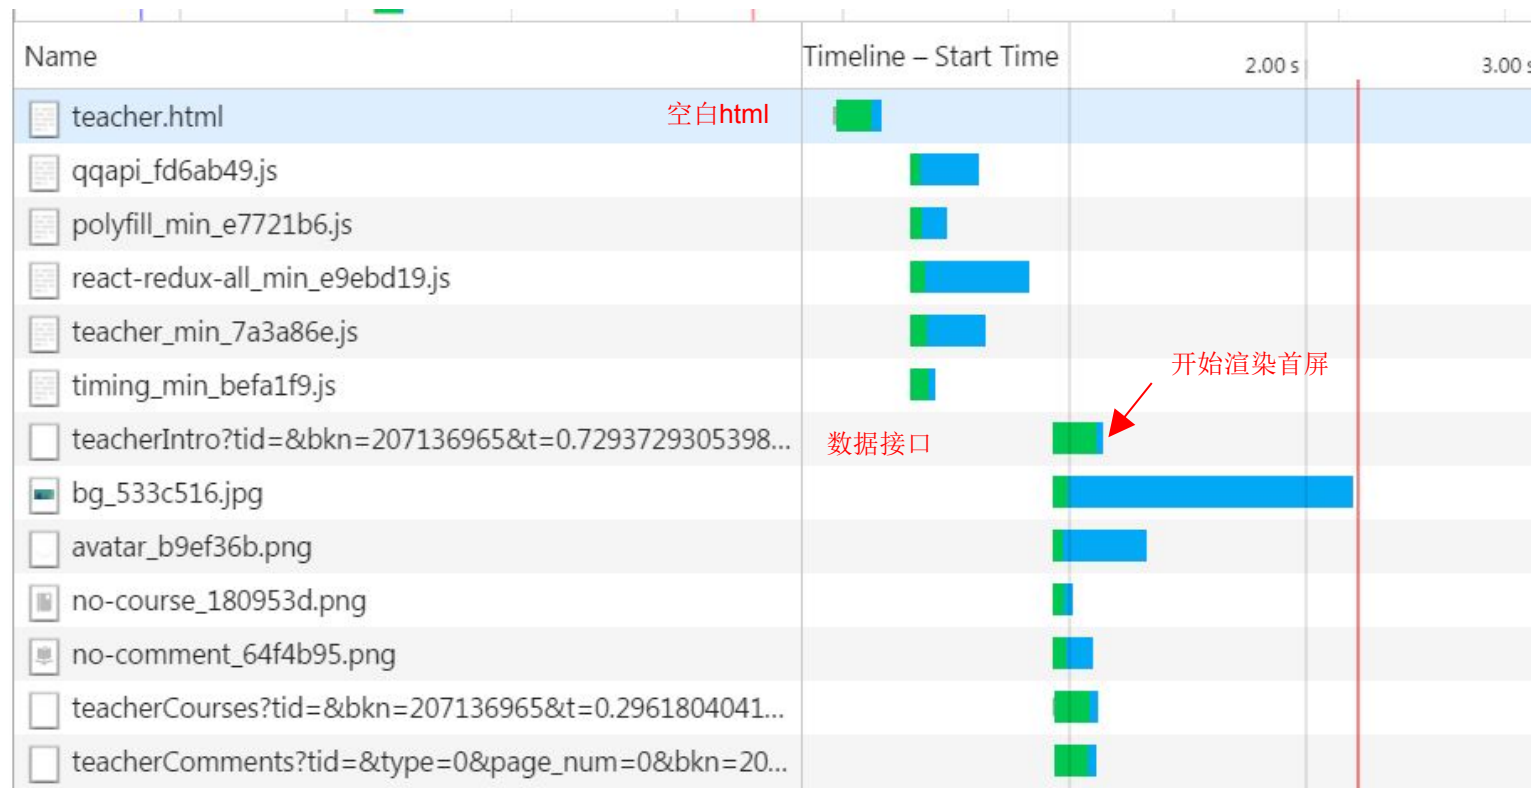 Name
Timeline – Start Time
2.00 s
3.00 s
teacher.html
空白html
qqapi_fd6ab49.js
polyfill_min_e7721b6.js
react-redux-all_min_e9ebd19.js
teacher_min_7a3a86e.js
开始渲染首屏
timing_min_befa1f9.js
teacherIntro?tid=&bkn=207136965&t=0.7293729305398...
数据接口
bg_533c516.jpg
avatar_b9ef36b.png
no-course_180953d.png
no-comment_64f4b95.png
teacherCourses?tid=&bkn=207136965&t=0.2961804041...
teacherComments?tid=&type=0&page_num=0&bkn=20...